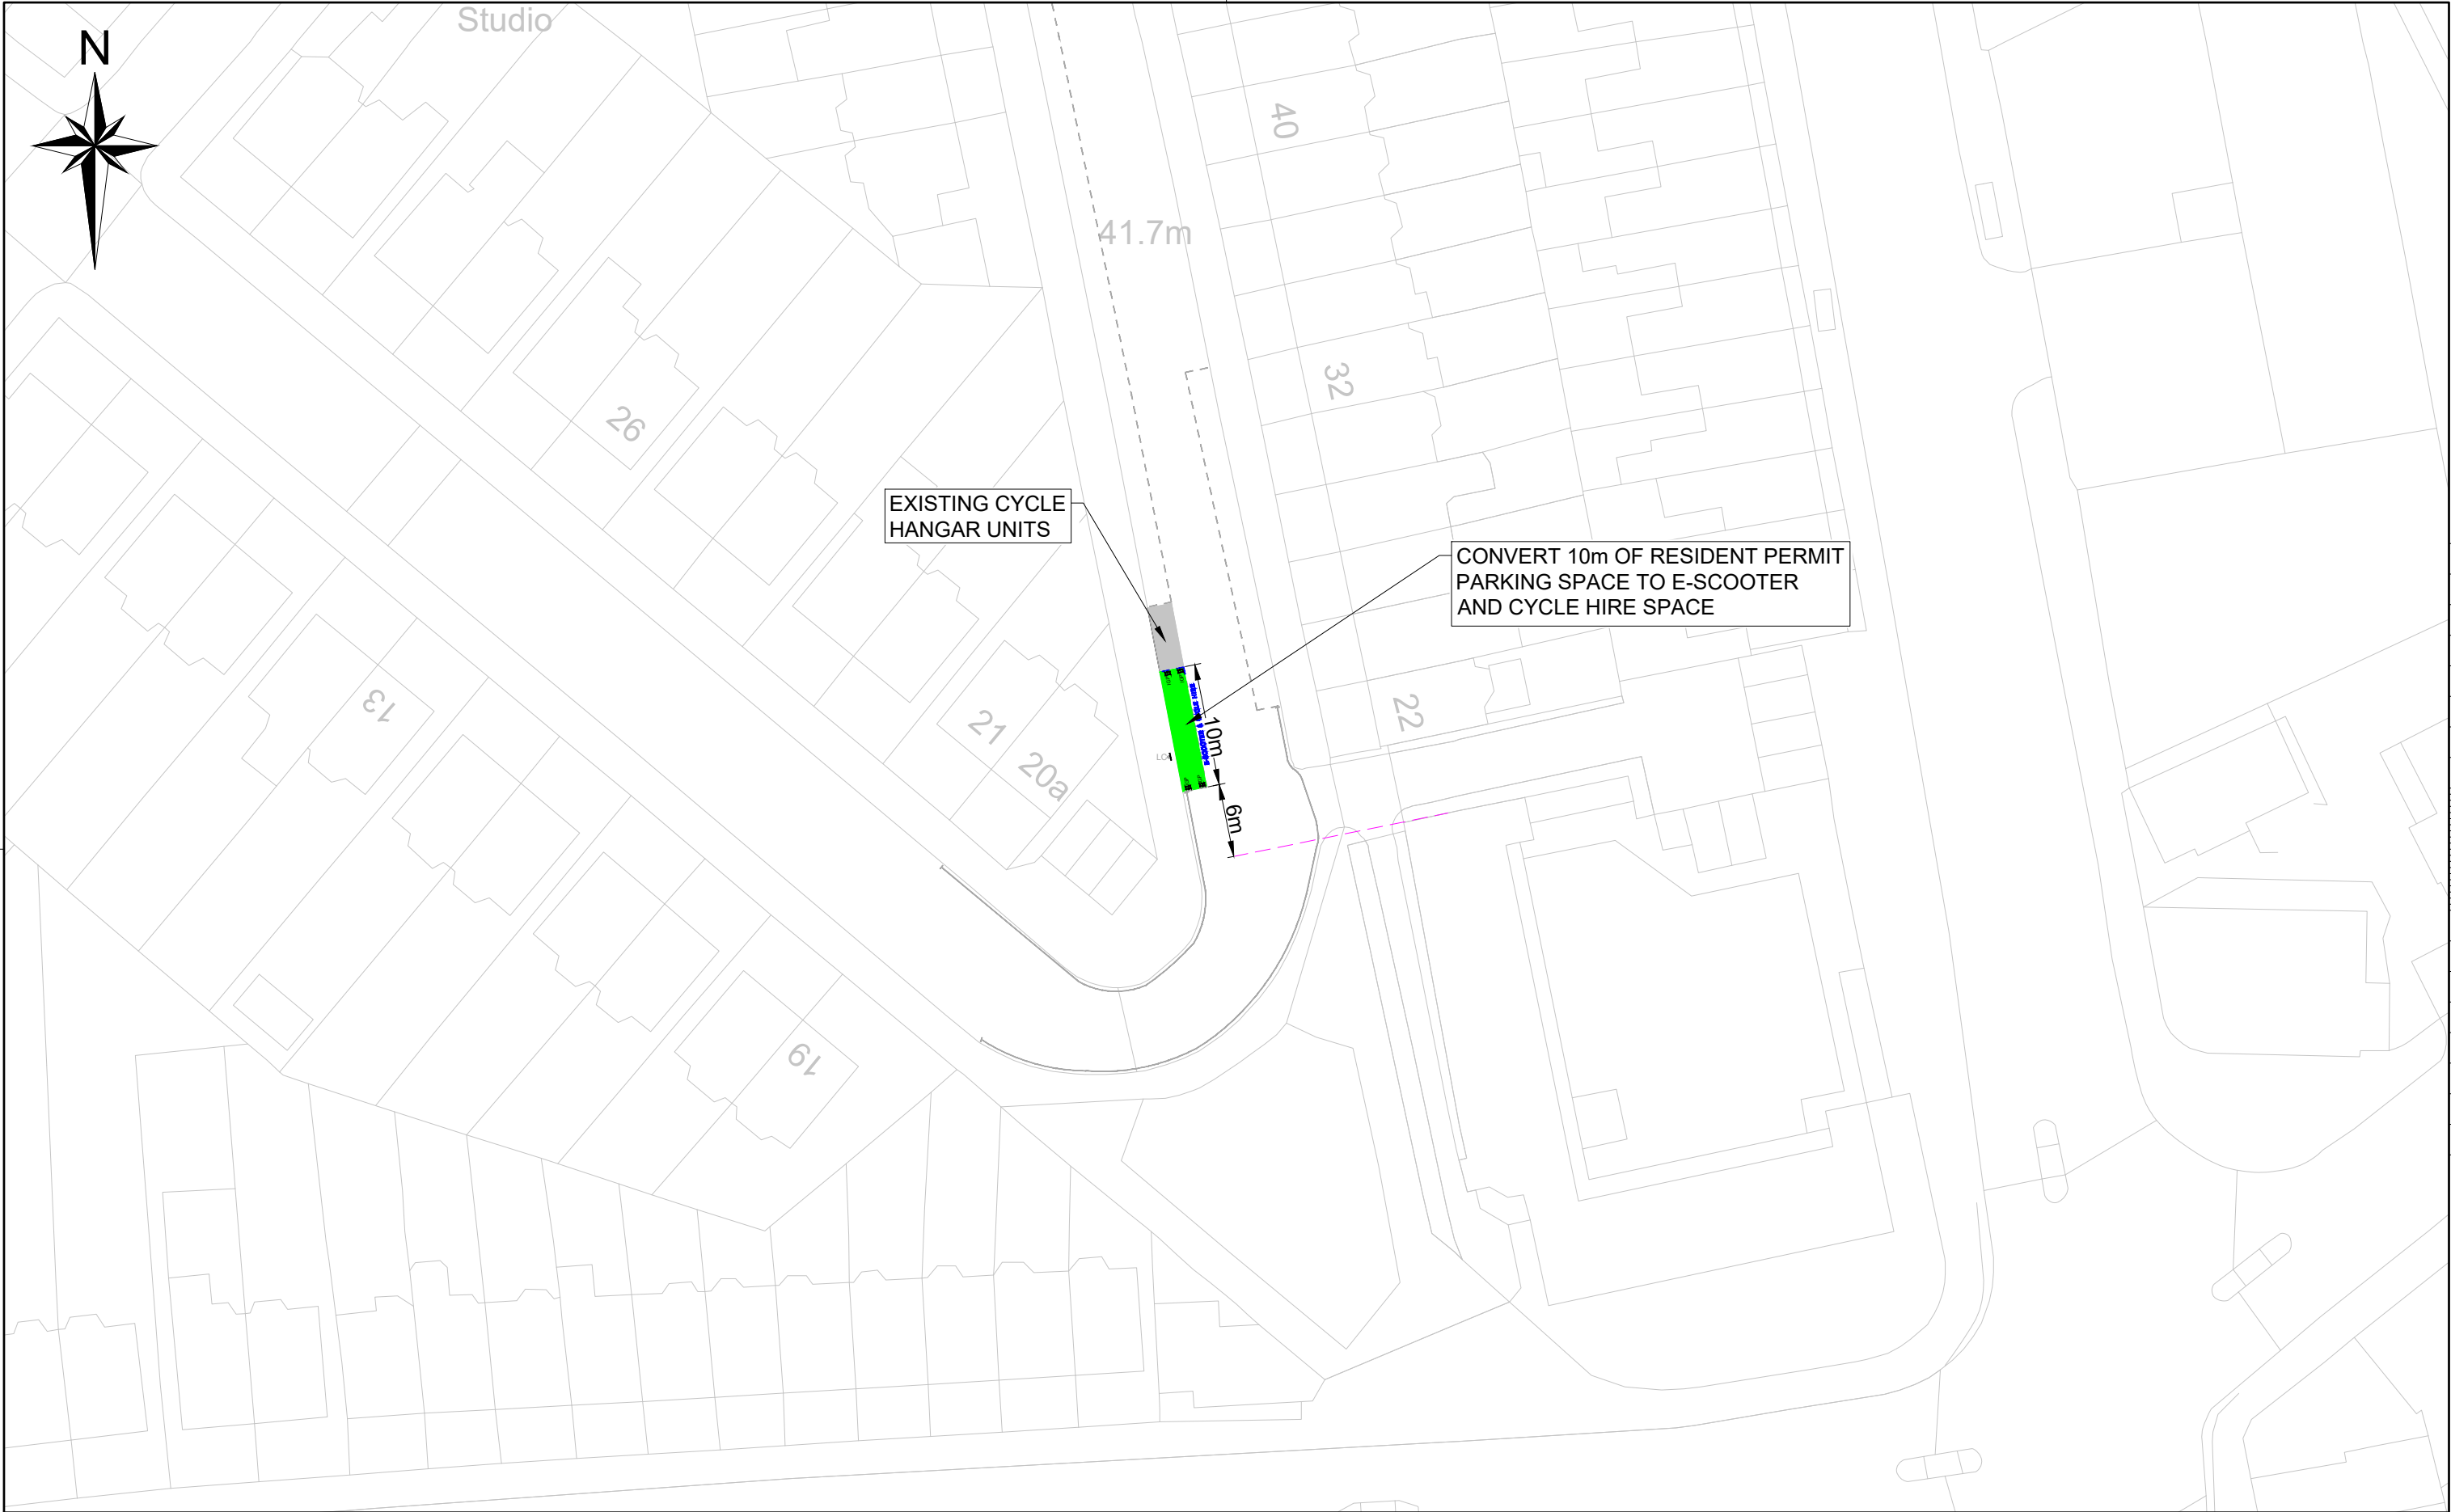 Studio
N
40
41.7m
32
26
EXISTING CYCLE
HANGAR UNITS
CONVERT 10m OF RESIDENT PERMIT
PARKING SPACE TO E-SCOOTER
AND CYCLE HIRE SPACE
13
21
20a
22
10m
LC
6m
19